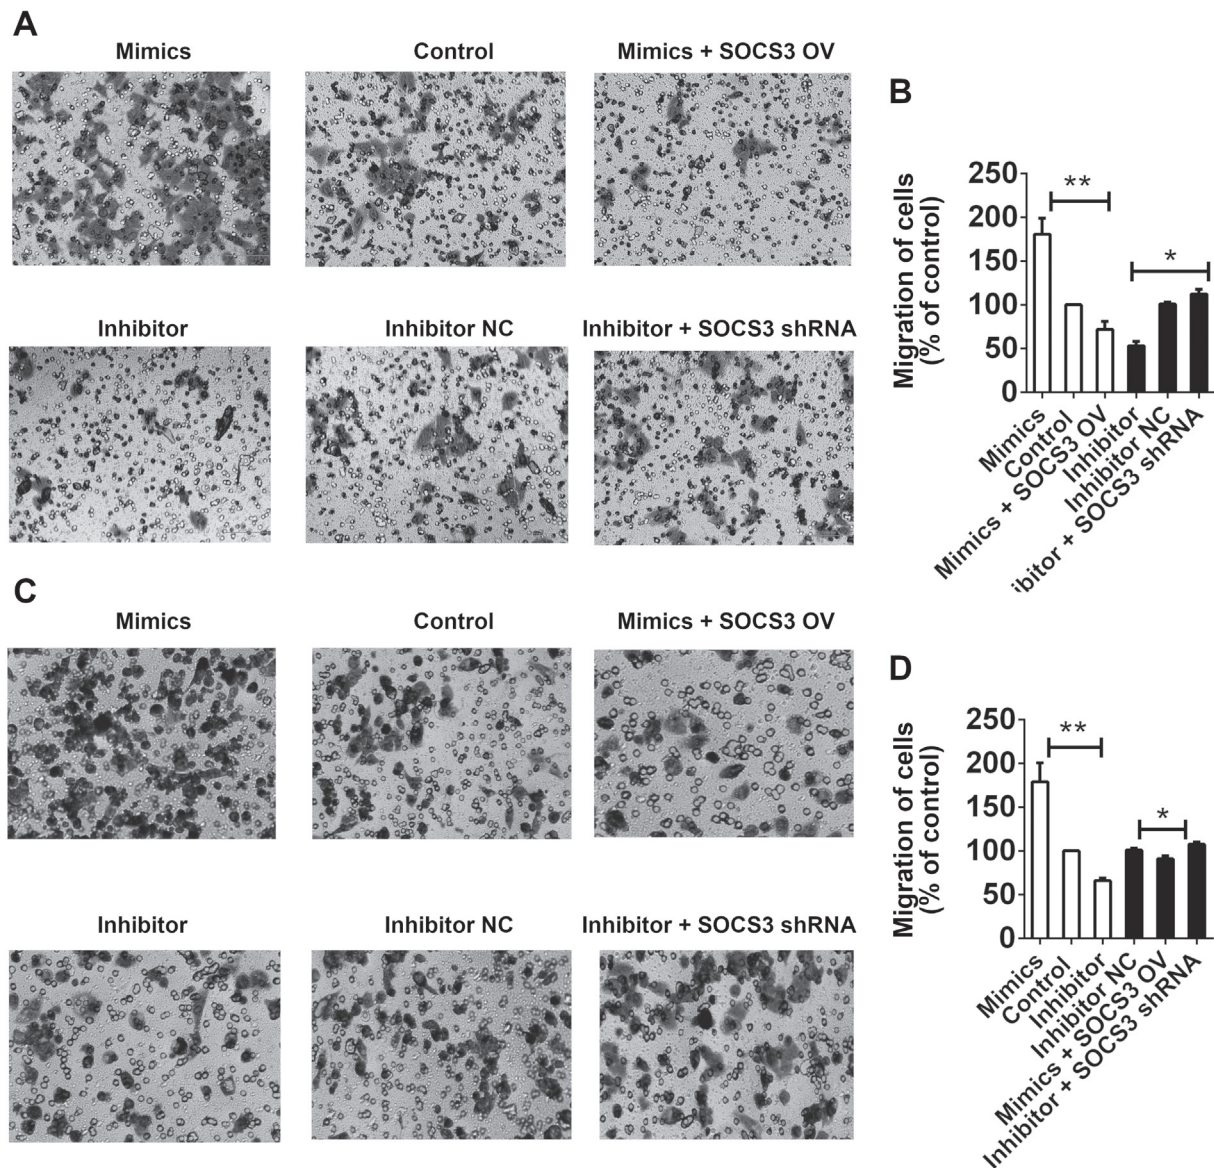 A
Mimics
Control
Mimics + SOCS3 OV
Inhibitor
Inhibitor NC
Inhibitor + SOCS3 shRNA
B
Migration of cells
(% of control)
250
200
150
100
50
0
**
*
Mimics
Control
Mimics + SOCS3 OV
Inhibitor
Inhibitor NC
ibitor + SOCS3 shRNA
C
Mimics
Control
Mimics + SOCS3 OV
Inhibitor
Inhibitor NC
Inhibitor + SOCS3 shRNA
D
Migration of cells
(% of control)
250
200
150
100
50
0
**
*
Mimics
Control
Inhibitor
Inhibitor NC
Mimics + SOCS3 OV
Inhibitor + SOCS3 shRNA